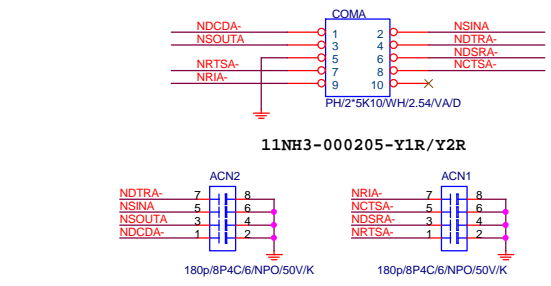 COMA
NDCDA- 1 2 NSINA
NSOUTA 3 4 NDTRA-
5 6 NDSRA-
NRTSA- 7 8 NCTSA-
NRIA- 9 10
PH/2*5K10/WH/2.54/VA/D
11NH3-000205-Y1R/Y2R
ACN2
NDTRA- 7 8
NSINA 5 6
NSOUTA 3 4
NDCDA- 1 2
180p/8P4C/6/NPO/50V/K
ACN1
NRIA- 7 8
NCTSA- 5 6
NDSRA- 3 4
NRTSA- 1 2
180p/8P4C/6/NPO/50V/K